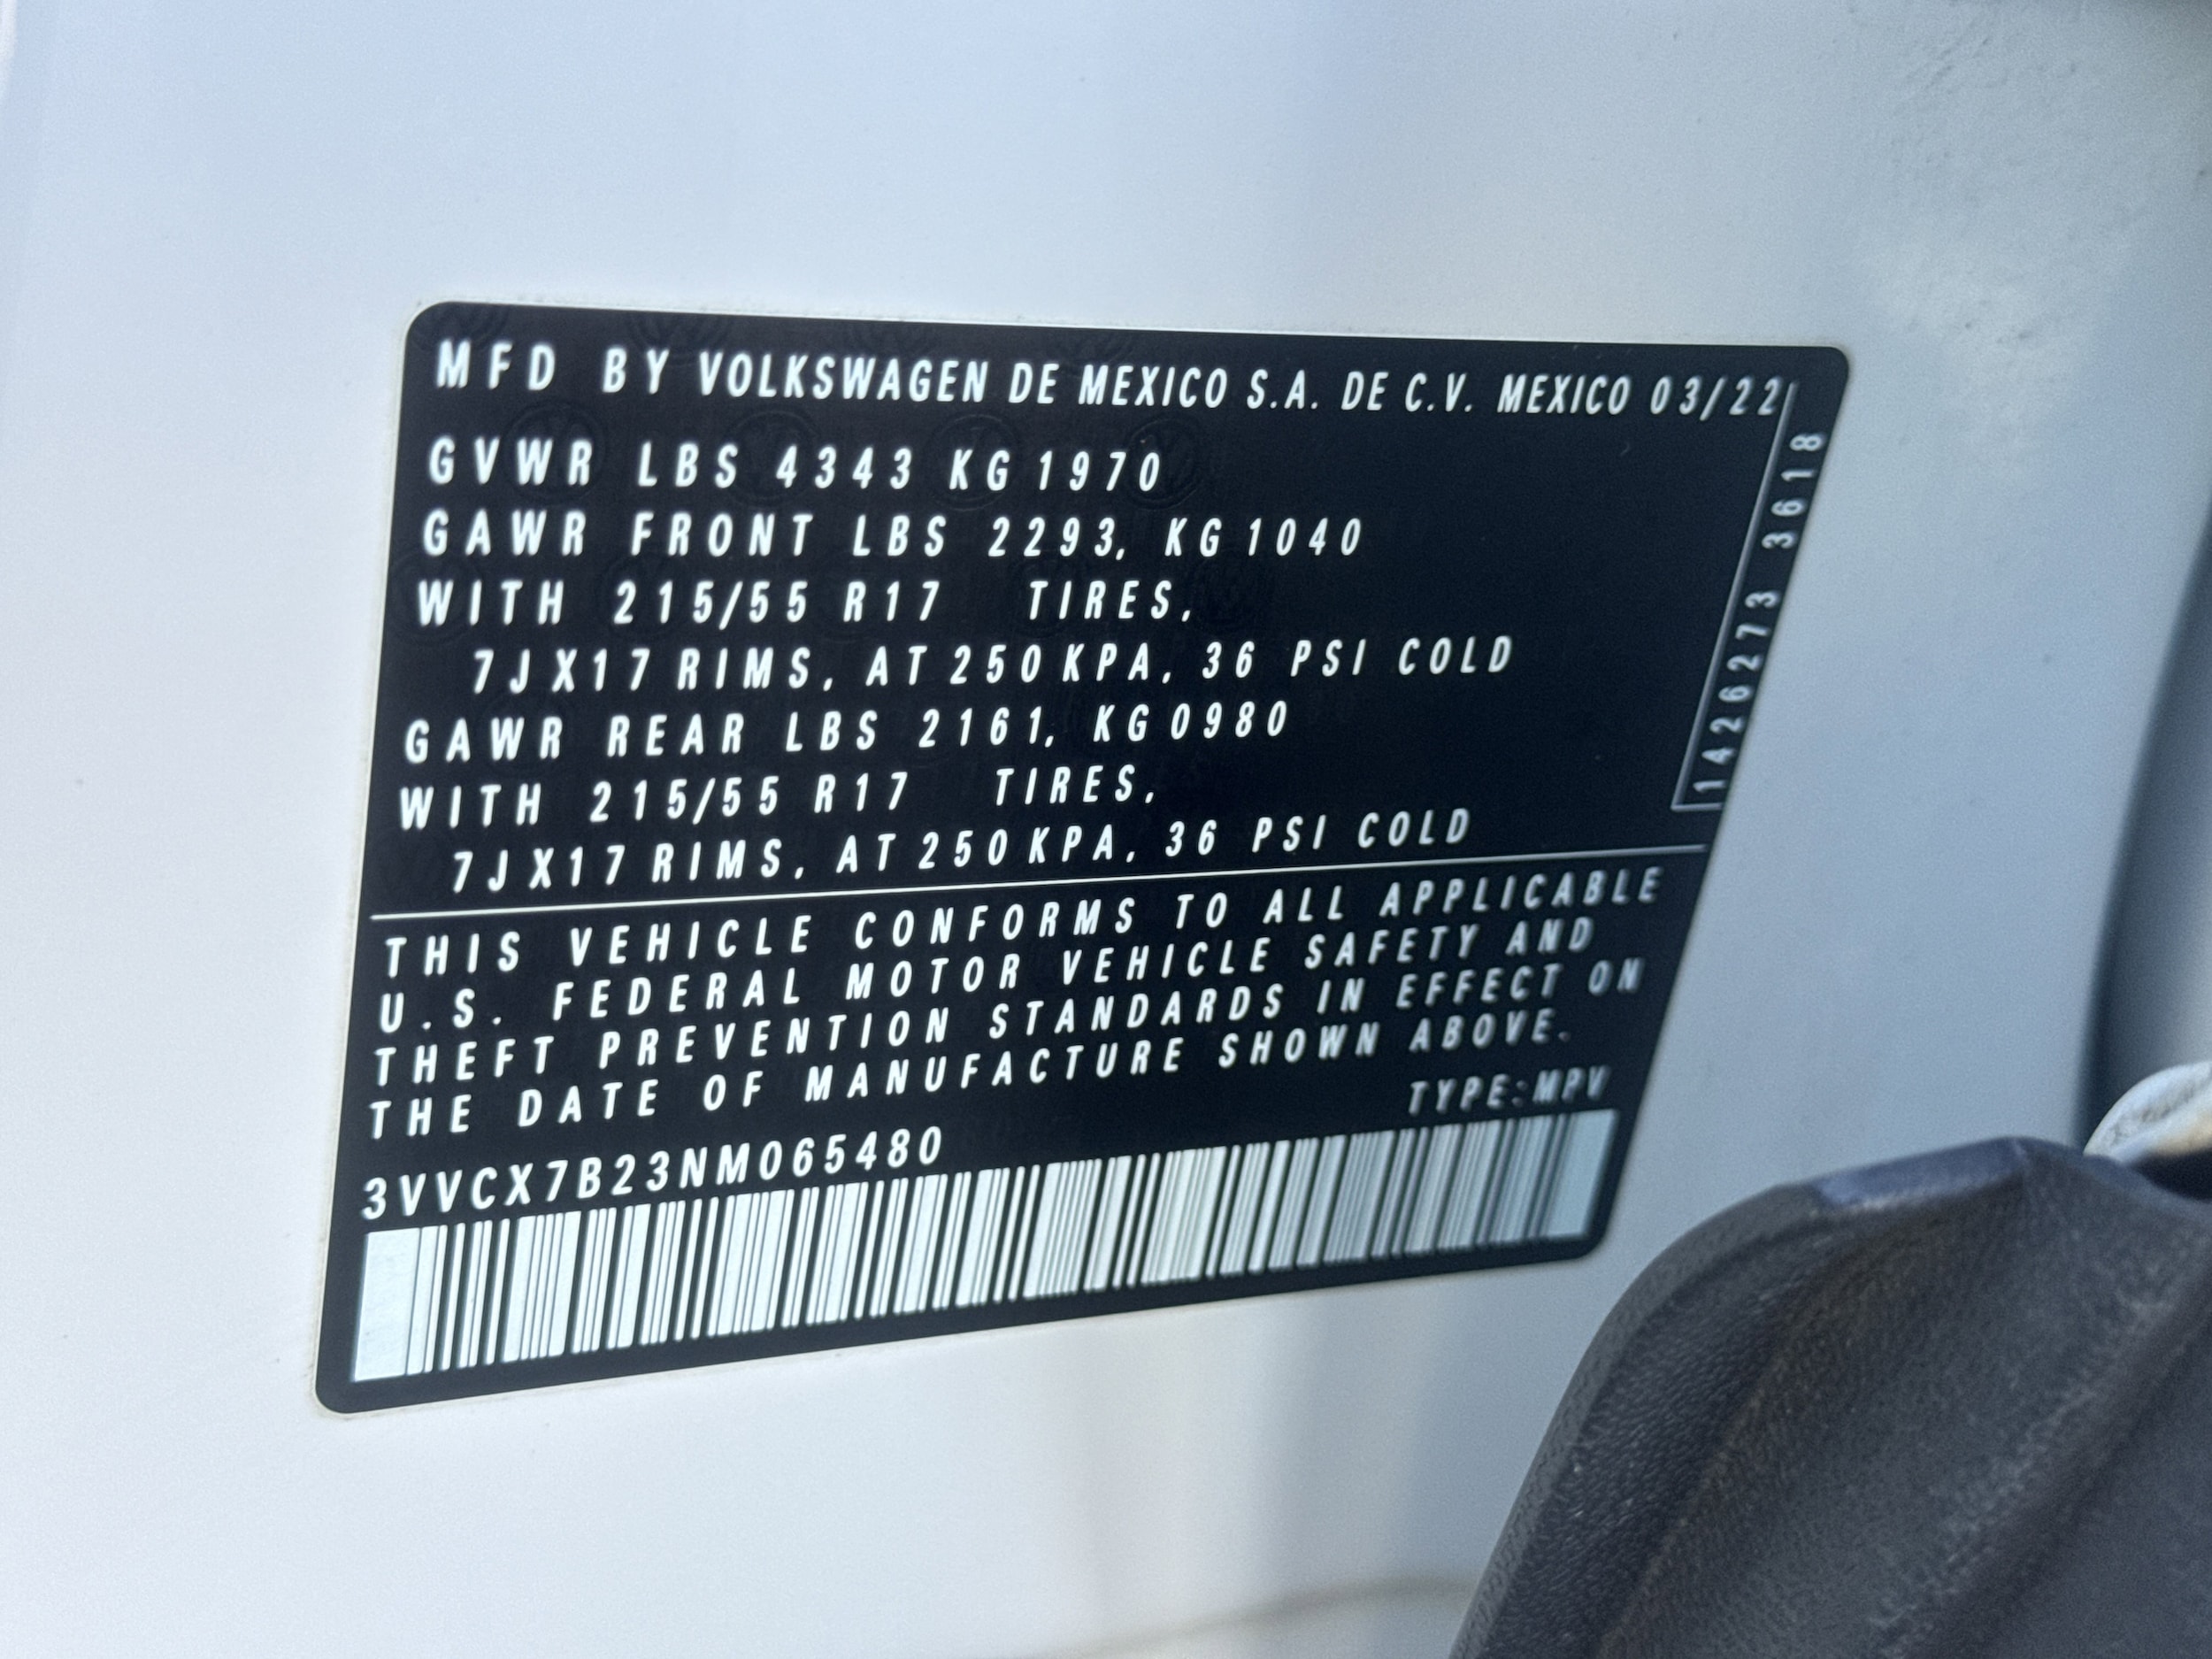 MFD BY VOLKSWAGEN DE MEXICO S.A. DE C.V. MEXICO 03/22
GVWR LBS 4343 KG 1970
GAWR FRONT LBS 2293, KG 1040
WITH 215/55 R17 TIRES,
7JX17 RIMS, AT 250 KPA, 36 PSI COLD
GAWR REAR LBS 2161, KG 0980
WITH 215/55 R17 TIRES,
7JX17 RIMS, AT 250 KPA, 36 PSI COLD
1426273 3618
THIS VEHICLE CONFORMS TO ALL APPLICABLE
U.S. FEDERAL MOTOR VEHICLE SAFETY AND
THEFT PREVENTION STANDARDS IN EFFECT ON
THE DATE OF MANUFACTURE SHOWN ABOVE.
TYPE: MPV
3VVCX7B23NM065480